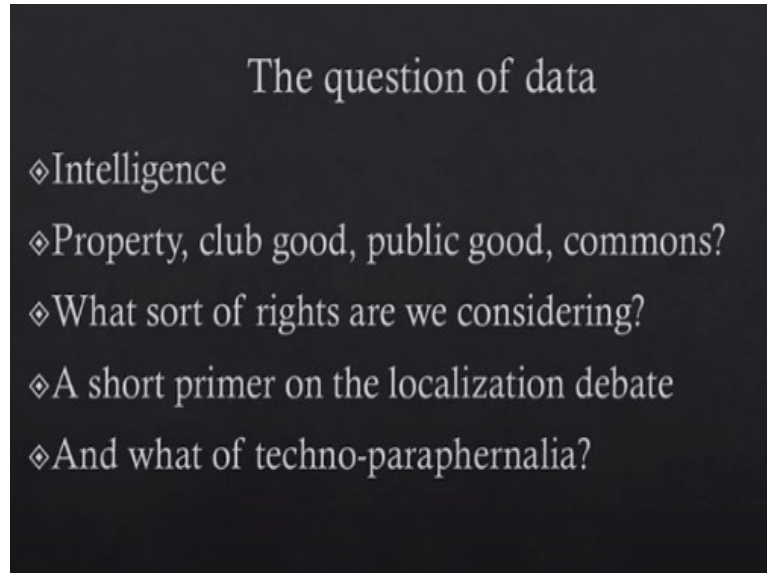 The question of data
◈Intelligence
◈Property, club good, public good, commons?
◈What sort of rights are we considering?
◈A short primer on the localization debate
◈And what of techno-paraphernalia?